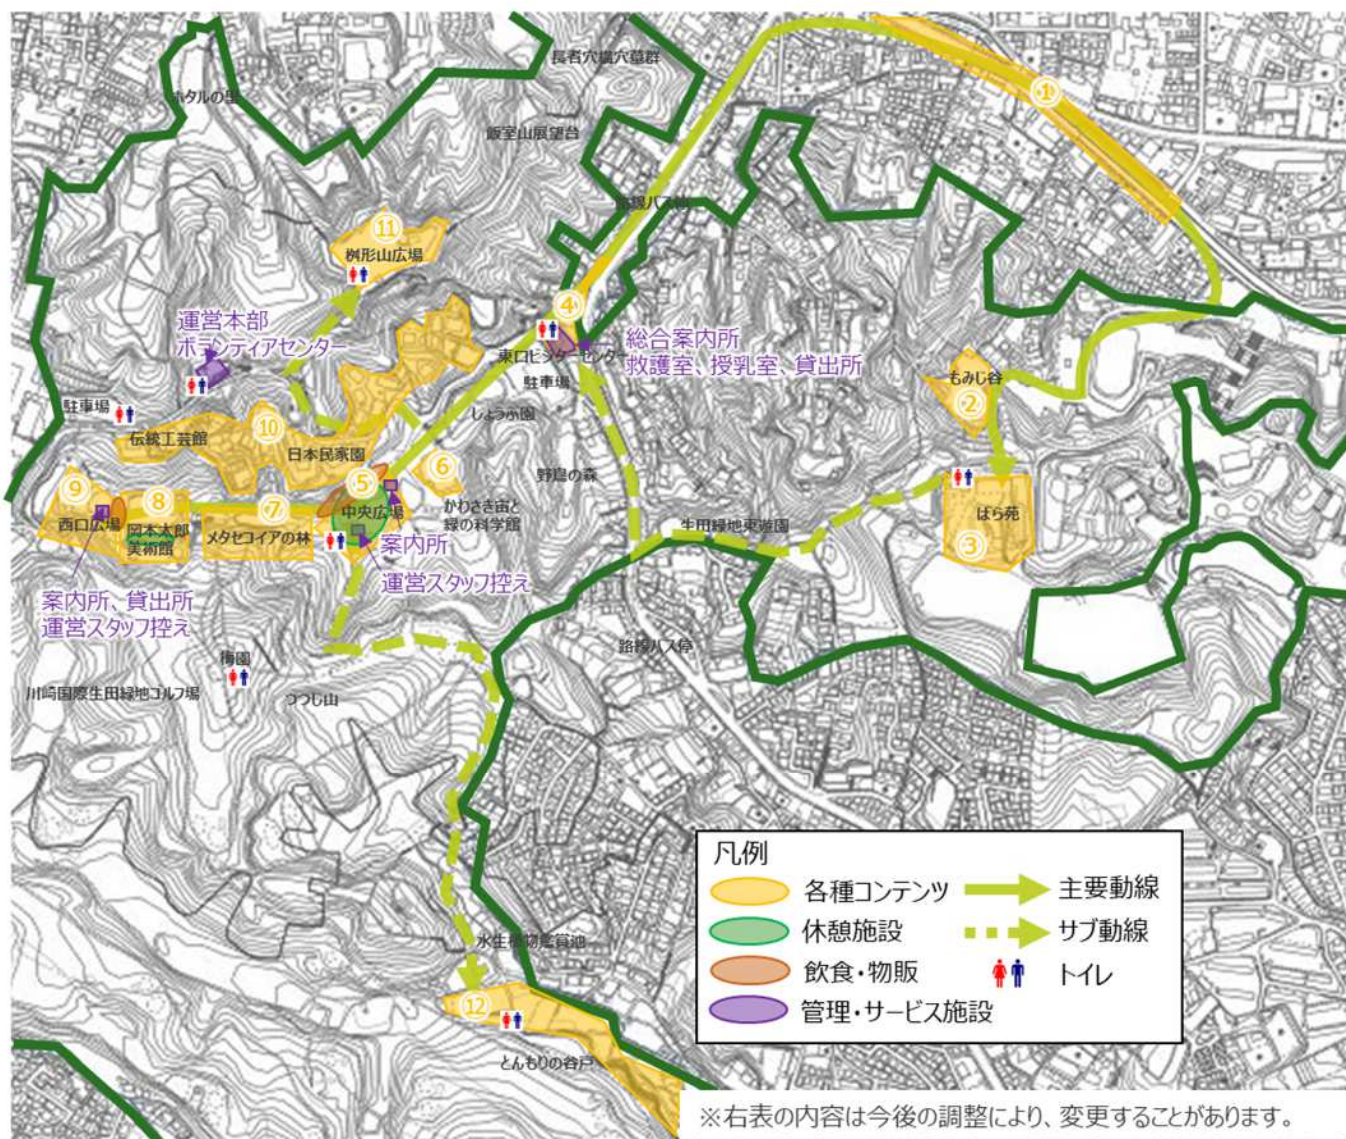 長者穴横穴墓群
①
ホタルの里
飯室山展望台
路線バス停
⑪
桝形山広場
④
運営本部
ボランティアセンター
総合案内所
救護室、授乳室、貸出所
東口ビジターセンター
駐車場
もみじ谷
②
駐車場
しょうぶ園
伝統工芸館
⑩
日本民家園
⑥
野鳥の森
かわさき宙と
緑の科学館
⑨
西口広場
⑧
岡本太郎
美術館
⑦
メタセコイアの林
⑤
中央広場
ばら苑
③
生田緑地東遊園
案内所
運営スタッフ控え
案内所、貸出所
運営スタッフ控え
梅園
川崎国際生田緑地ゴルフ場
つつじ山
路線バス停
水生植物鑑賞池
⑫
とんもりの谷戸
凡例
各種コンテンツ
主要動線
休憩施設
サブ動線
飲食・物販
トイレ
管理・サービス施設
※右表の内容は今後の調整により、変更することがあります。